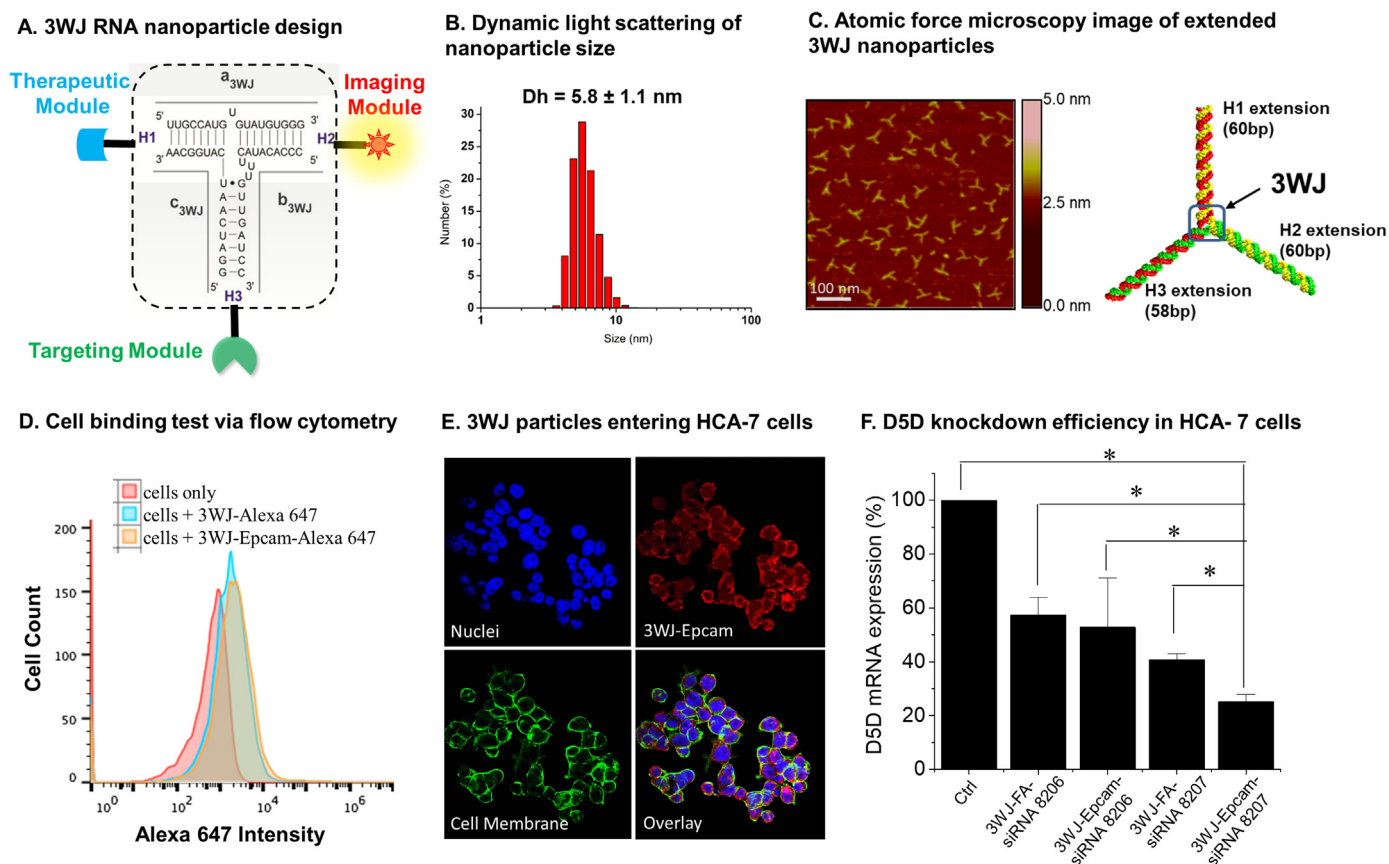 A. 3WJ RNA nanoparticle design
Therapeutic
Module
a3WJ
Imaging
Module
5'
U
3'
UUGCCAUG
GUAUGUGGG
H1
H2
AACGGUAC
CAUACACCC
3'
5'
U
U
U
G
A
U
A
U
C
G
A
A
U
U
G
C
G
C
c3WJ
b3WJ
5'
3'
H3
Targeting Module
B. Dynamic light scattering of
nanoparticle size
Dh = 5.8 ± 1.1 nm
Number (%)
30
25
20
15
10
5
0
1
10
100
Size (nm)
C. Atomic force microscopy image of extended
3WJ nanoparticles
100 nm
5.0 nm
2.5 nm
0.0 nm
H1 extension
(60bp)
3WJ
H2 extension
(60bp)
H3 extension
(58bp)
D. Cell binding test via flow cytometry
cells only
cells + 3WJ-Alexa 647
cells + 3WJ-Epcam-Alexa 647
Cell Count
200
150
100
50
0
10^0
10^2
10^3
10^4
10^6
Alexa 647 Intensity
E. 3WJ particles entering HCA-7 cells
Nuclei
3WJ-Epcam
Cell Membrane
Overlay
F. D5D knockdown efficiency in HCA- 7 cells
D5D mRNA expression (%)
100
80
60
40
20
0
*
*
*
*
Ctrl
3WJ-FA-
siRNA 8206
3WJ-Epcam-
siRNA 8206
3WJ-FA-
siRNA 8207
3WJ-Epcam-
siRNA 8207